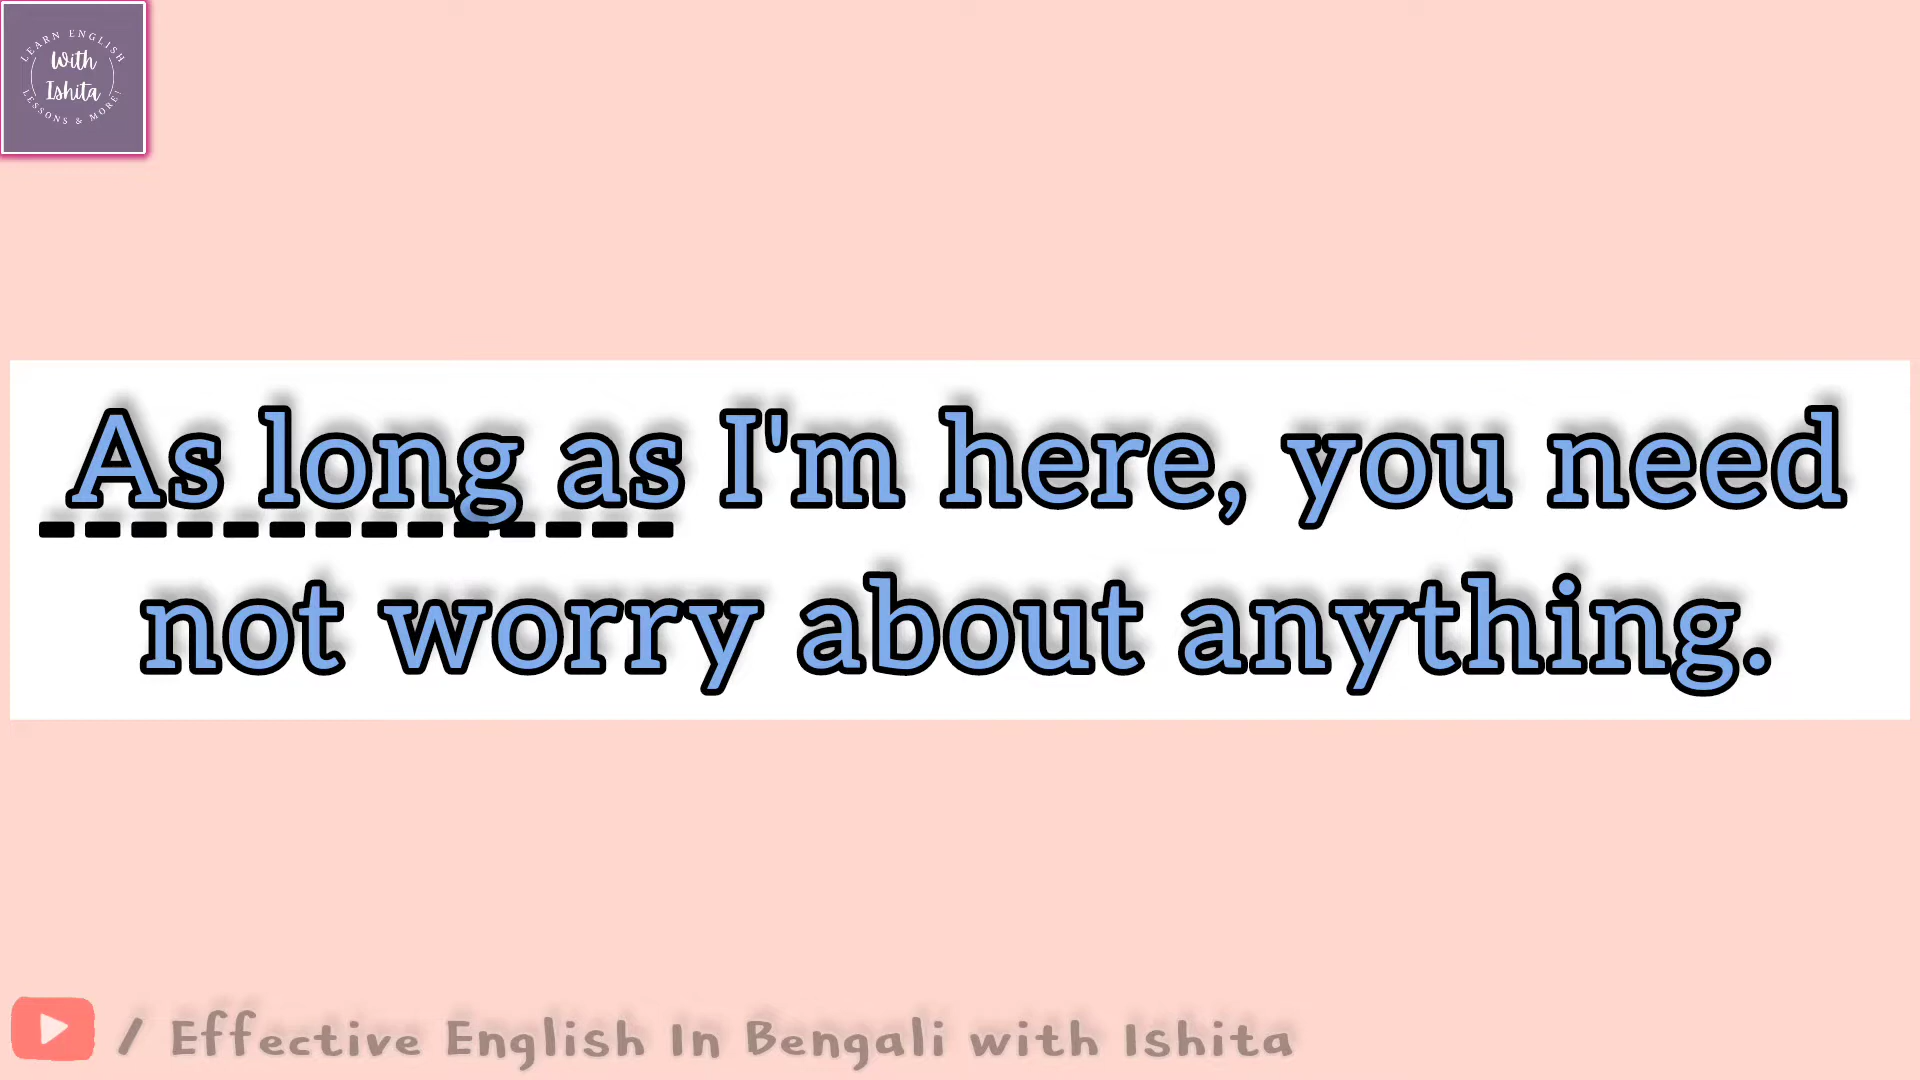 LEARN ENGLISH
With
Ishita
LESSONS & MORE!
As long as I'm here, you need
not worry about anything.
/ Effective English In Bengali with Ishita